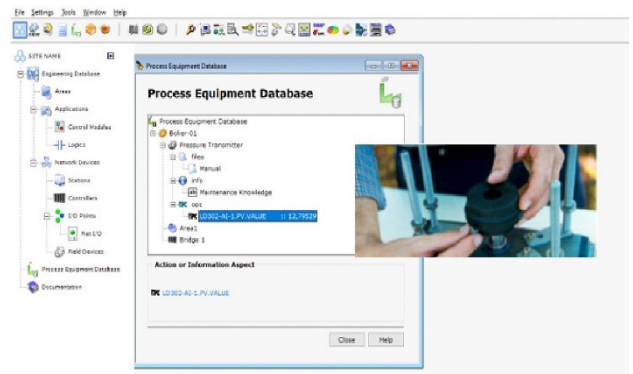 File Settings Tools Window Help
SITE NAME
Engineering Database
Areas
Applications
Control Modules
Logics
Network Devices
Stations
Controllers
I/O Points
Net I/O
Field Devices
Process Equipment Database
Documentation
Process Equipment Database
Process Equipment Database
Process Equipment Database
Boiler-01
Pressure Transmitter
files
Manual
info
Maintenance Knowledge
opc
LD302-AI-1.PV.VALUE :: 12,79529
Area1
Bridge 1
Action or Information Aspect
LD302-AI-1.PV.VALUE
Close Help